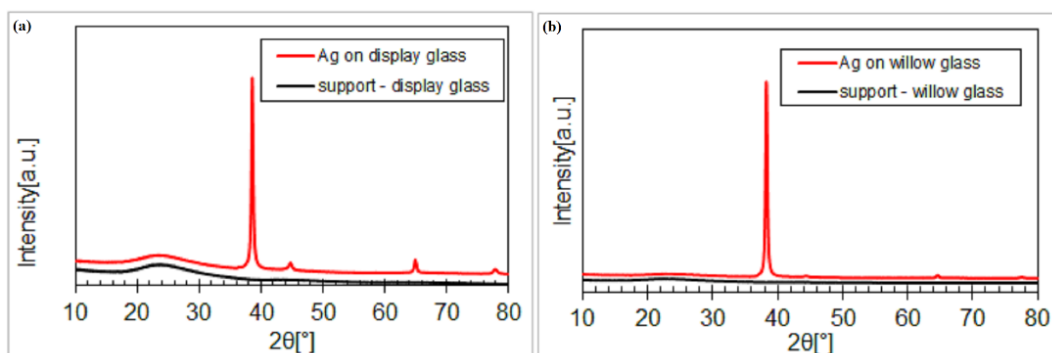 (a)
Ag on display glass
support - display glass
Intensity[a.u.]
10 20 30 40 50 60 70 80
2θ[°]
(b)
Ag on willow glass
support - willow glass
Intensity[a.u.]
10 20 30 40 50 60 70 80
2θ[°]